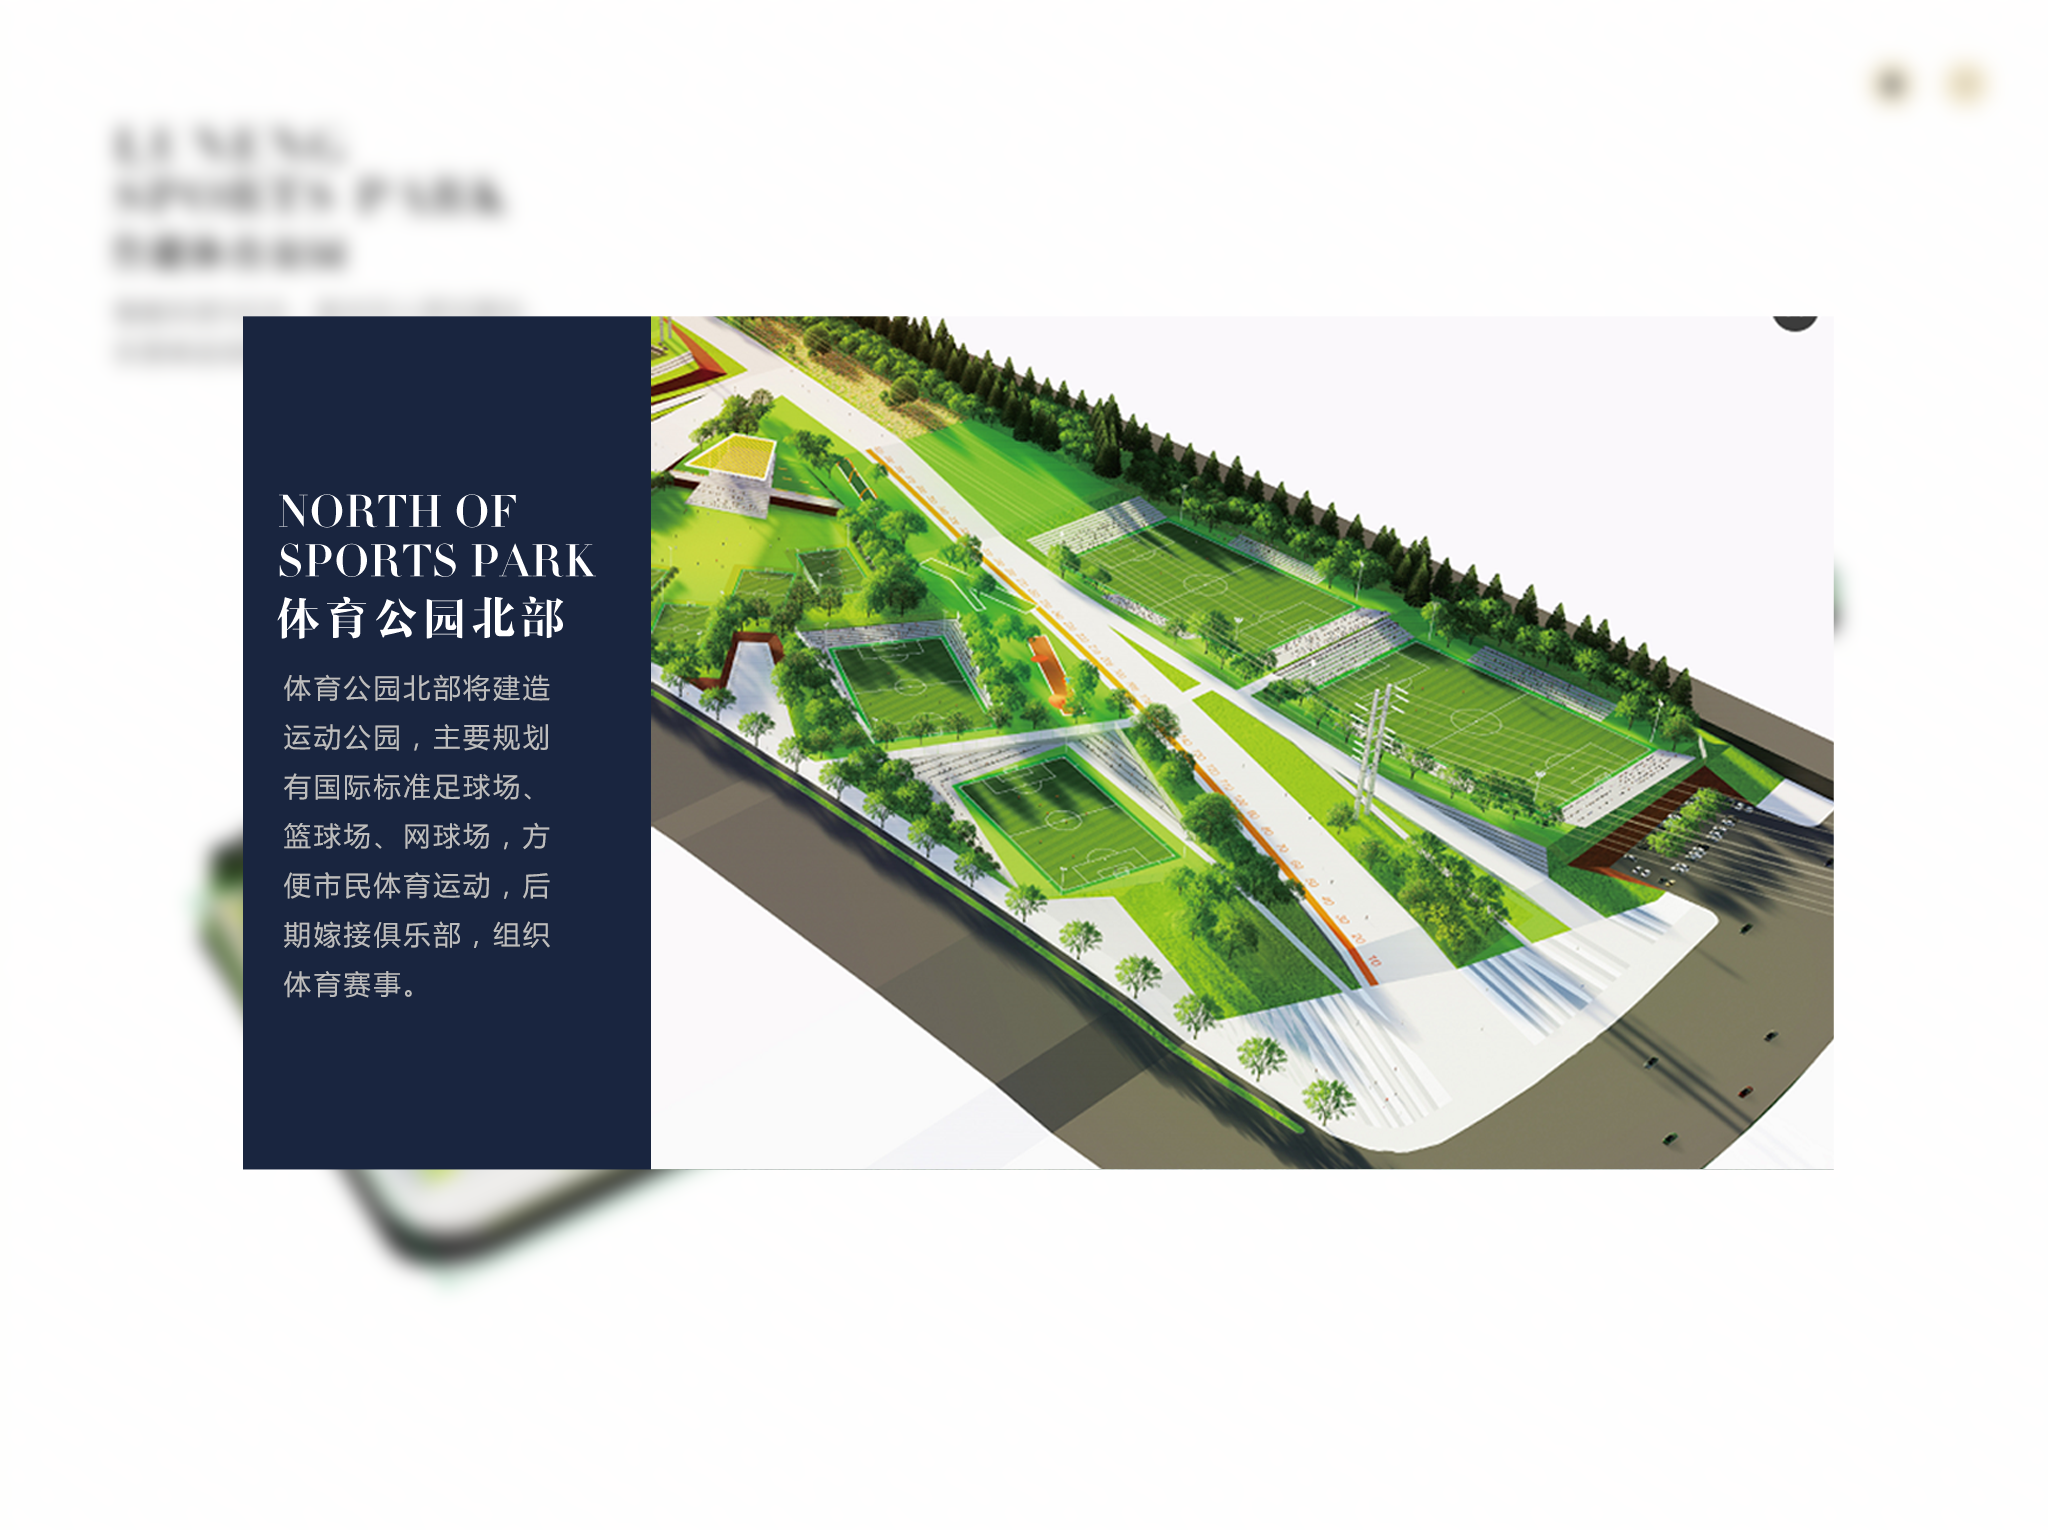 NORTH OF
SPORTS PARK
体育公园北部
体育公园北部将建造
运动公园，主要规划
有国际标准足球场、
篮球场、网球场，方
便市民体育运动，后
期嫁接俱乐部，组织
体育赛事。